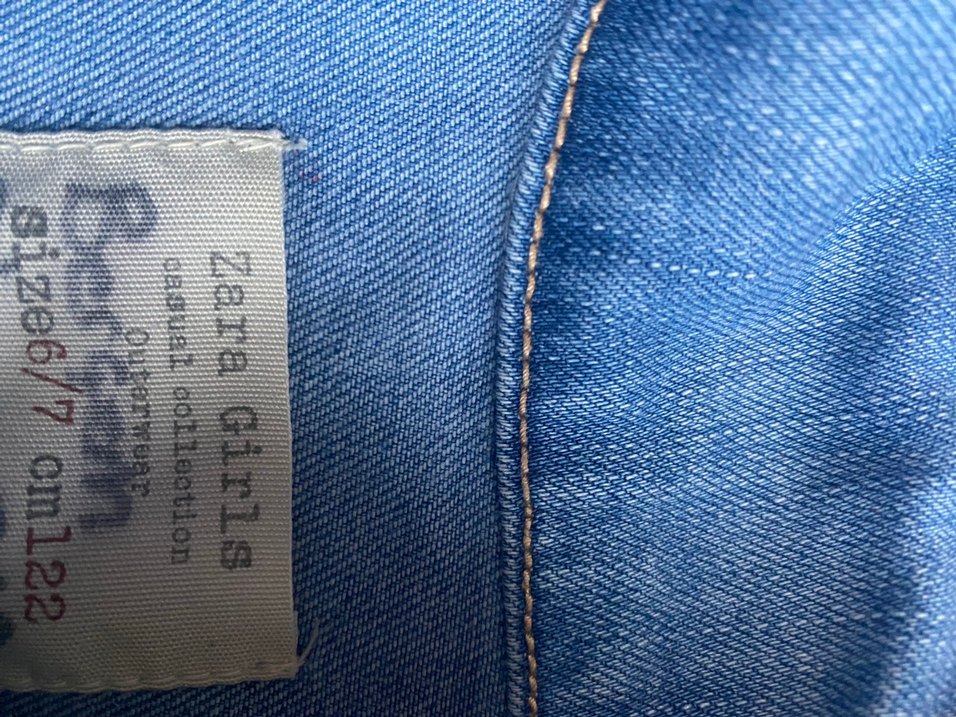 Zara Girls
casual collection
Outerwear
size6/7 cm122